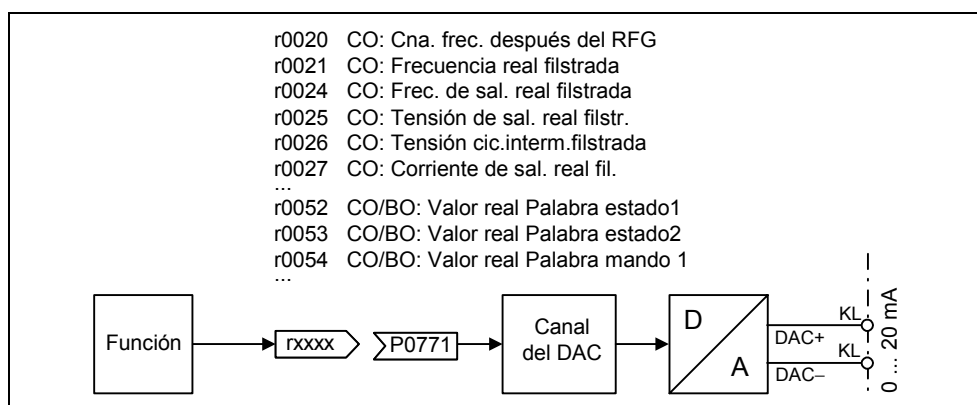 r0020 CO: Cna. frec. después del RFG
r0021 CO: Frecuencia real filstrada
r0024 CO: Frec. de sal. real filstrada
r0025 CO: Tensión de sal. real filstr.
r0026 CO: Tensión cic.interm.filstrada
r0027 CO: Corriente de sal. real fil.
...
r0052 CO/BO: Valor real Palabra estado1
r0053 CO/BO: Valor real Palabra estado2
r0054 CO/BO: Valor real Palabra mando 1
...
Función
rxxxx
P0771
Canal
del DAC
D
A
KL
DAC+
KL
DAC–
0 ... 20 mA